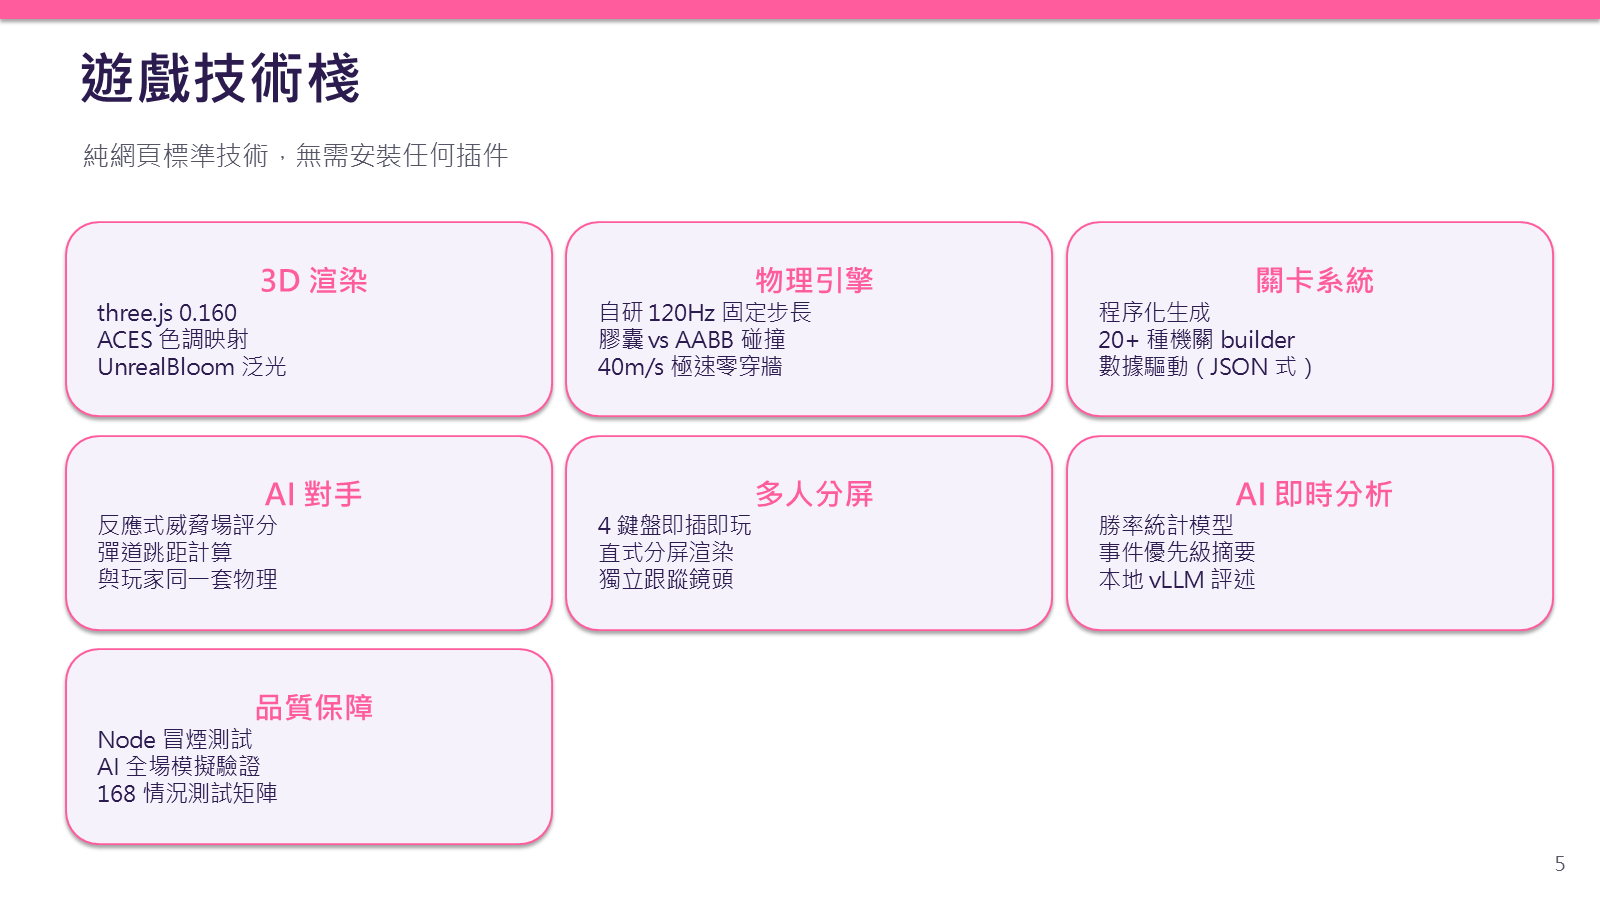 遊戲技術棧
純網頁標準技術，無需安裝任何插件
3D 渲染
three.js 0.160
ACES 色調映射
UnrealBloom 泛光
物理引擎
自研 120Hz 固定步長
膠囊 vs AABB 碰撞
40m/s 極速零穿牆
關卡系統
程序化生成
20+ 種機關 builder
數據驅動（JSON 式）
AI 對手
反應式威脅場評分
彈道跳距計算
與玩家同一套物理
多人分屏
4 鍵盤即插即玩
直式分屏渲染
獨立跟蹤鏡頭
AI 即時分析
勝率統計模型
事件優先級摘要
本地 vLLM 評述
品質保障
Node 冒煙測試
AI 全場模擬驗證
168 情況測試矩陣
5